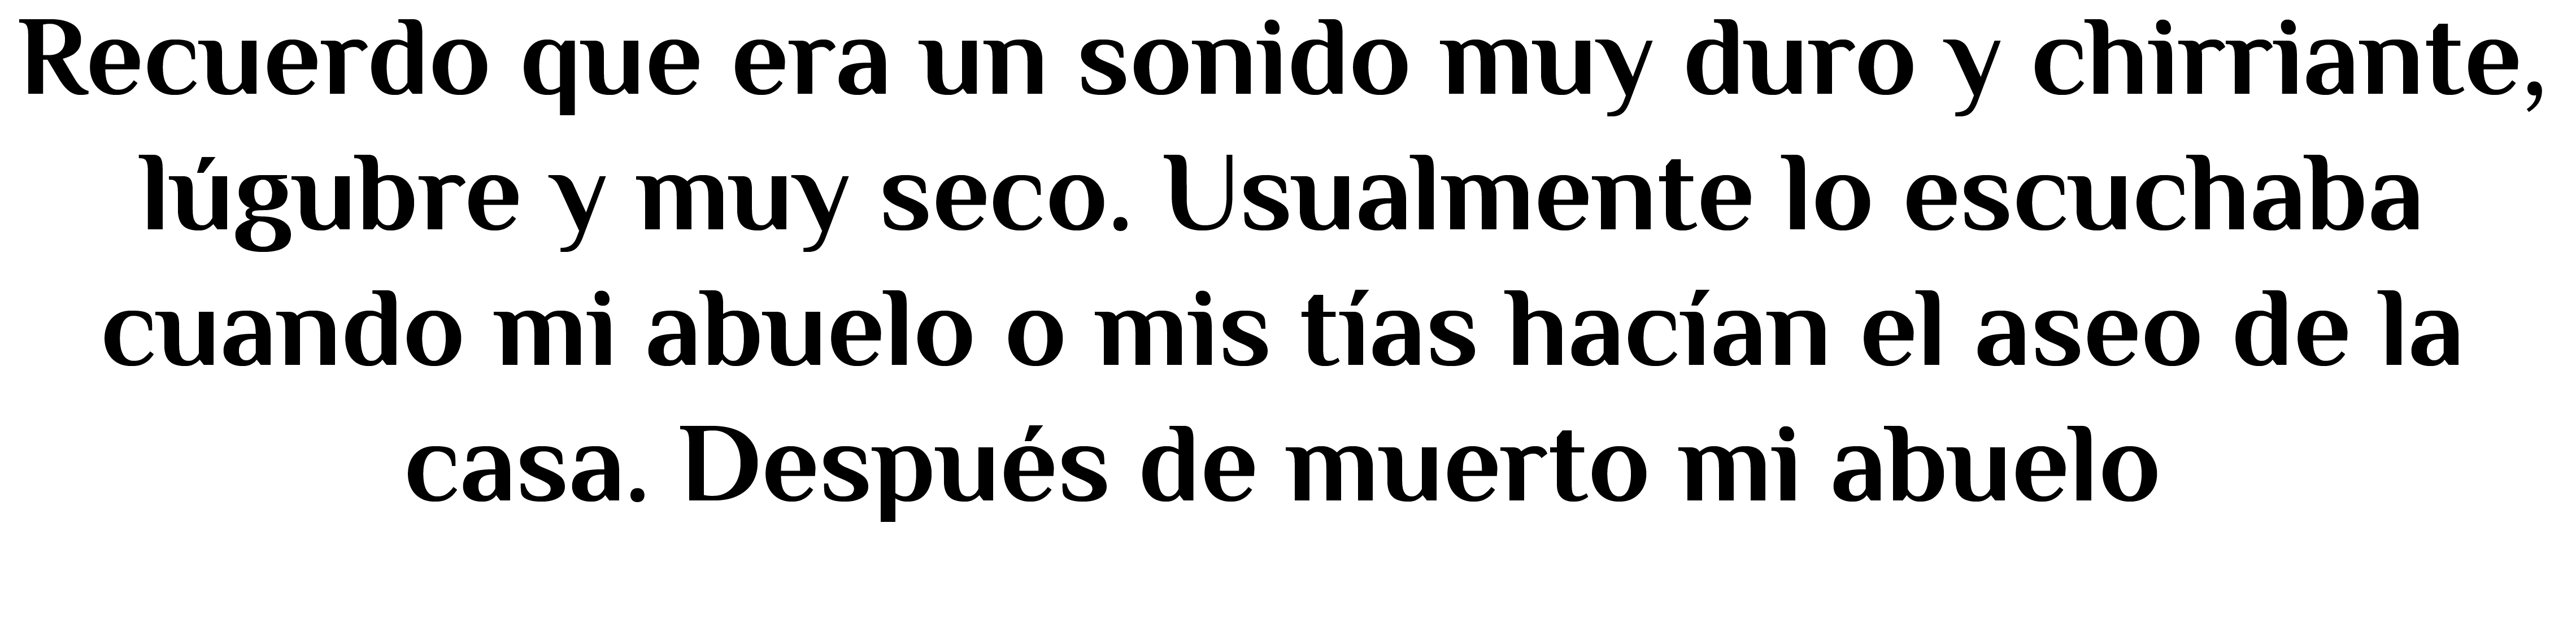 Recuerdo que era un sonido muy duro y chirriante,
lúgubre y muy seco. Usualmente lo escuchaba
cuando mi abuelo o mis tías hacían el aseo de la
casa. Después de muerto mi abuelo